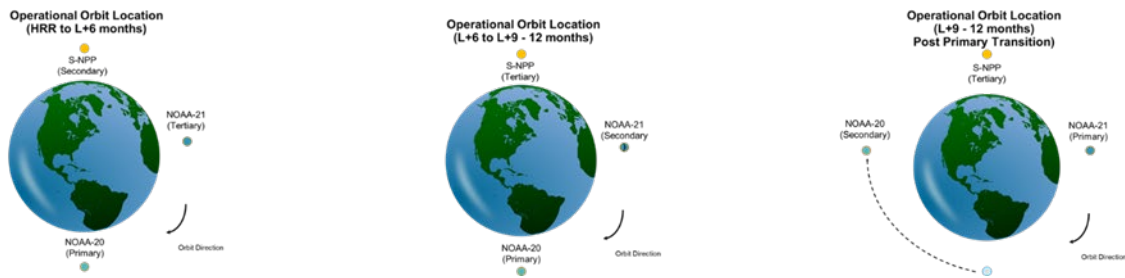 Operational Orbit Location
(HRR to L+6 months)
S-NPP
(Secondary)
NOAA-21
(Tertiary)
Orbit Direction
NOAA-20
(Primary)
Operational Orbit Location
(L+6 to L+9 - 12 months)
S-NPP
(Tertiary)
NOAA-21
(Secondary
Orbit Direction
NOAA-20
(Primary)
Operational Orbit Location
(L+9 - 12 months)
Post Primary Transition)
S-NPP
(Tertiary)
NOAA-20
(Secondary)
NOAA-21
(Primary)
Orbit Direction